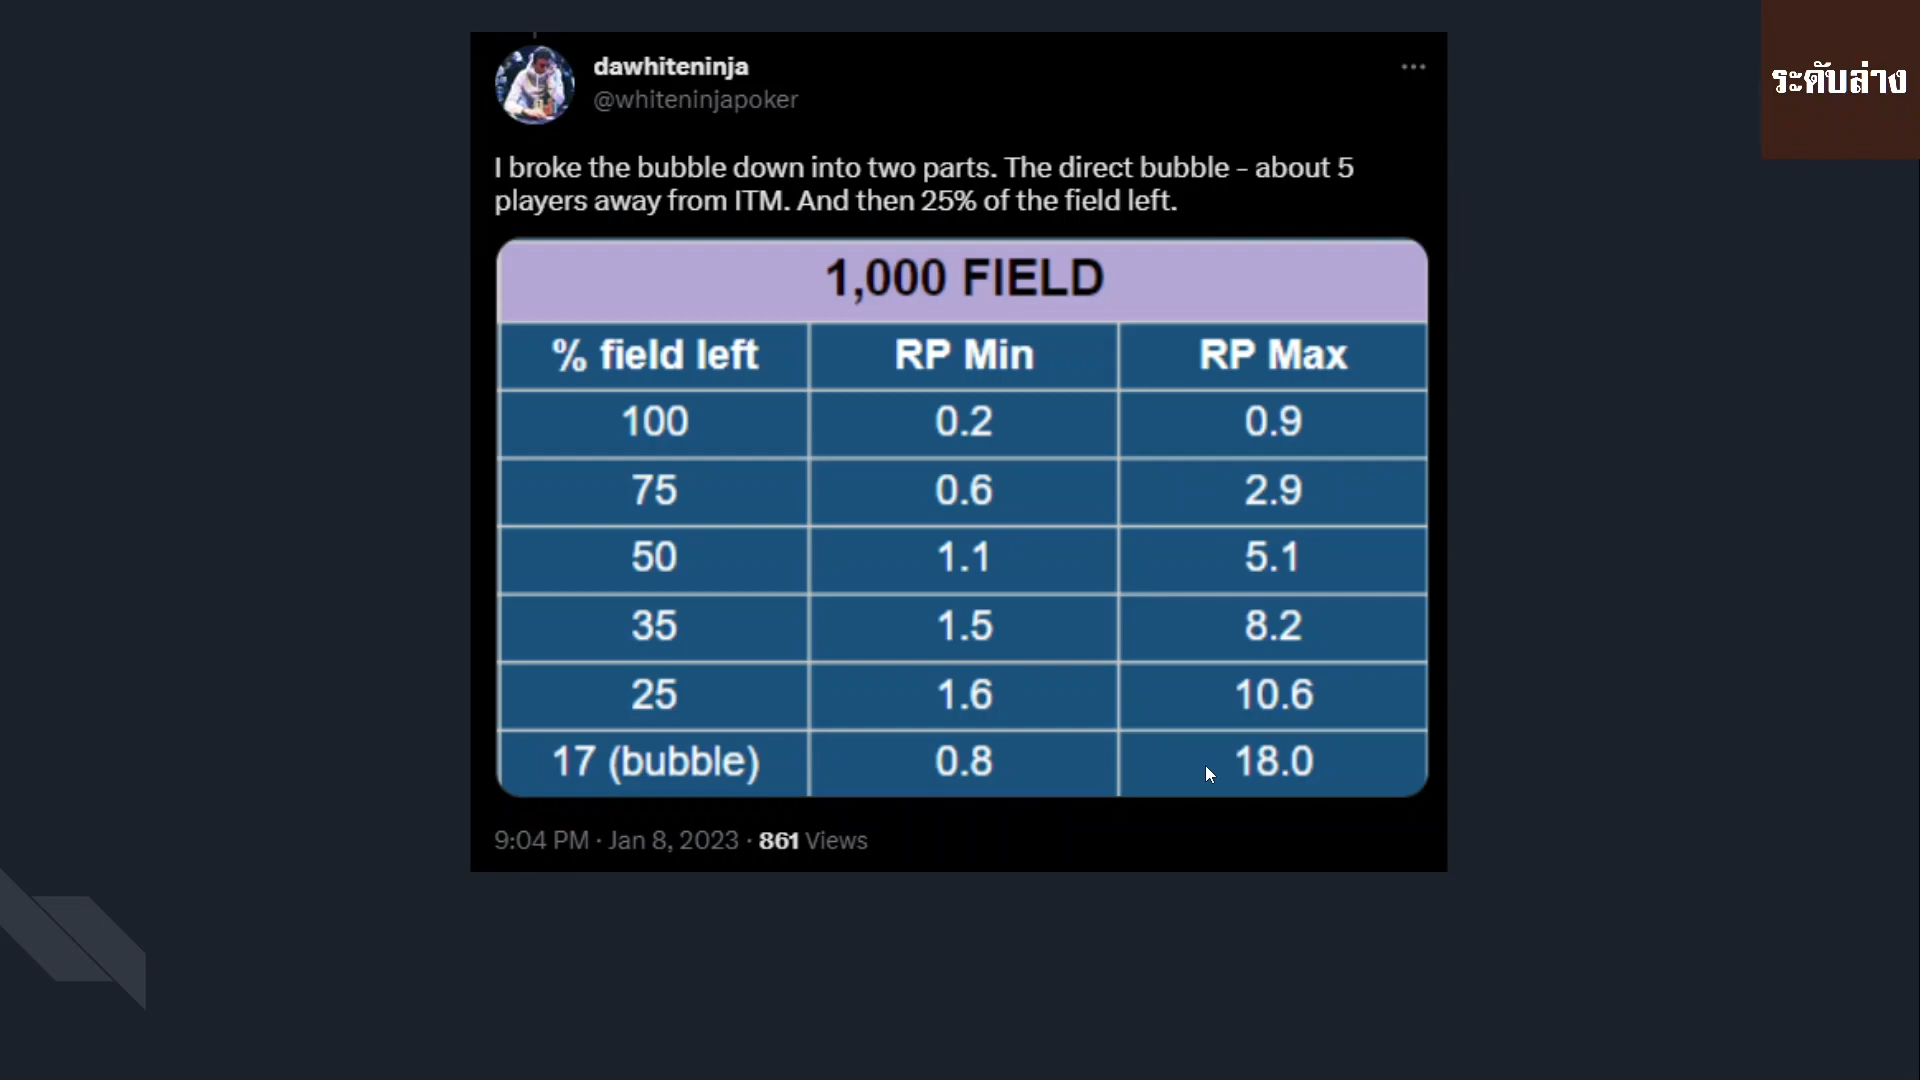 dawhiteninja
@whiteninjapoker
ระดับล่าง
I broke the bubble down into two parts. The direct bubble – about 5
players away from ITM. And then 25% of the field left.
1,000 FIELD
% field left RP Min RP Max
100 0.2 0.9
75 0.6 2.9
50 1.1 5.1
35 1.5 8.2
25 1.6 10.6
17 (bubble) 0.8 18.0
9:04 PM · Jan 8, 2023 · 861 Views